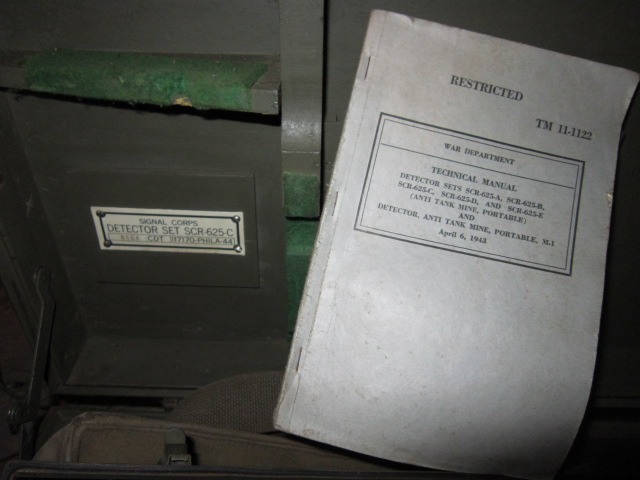 SIGNAL CORPS
DETECTOR SET SCR-625-C
CDT. 117170-PHILA-44
RESTRICTED
TM 11-1122
WAR DEPARTMENT
TECHNICAL MANUAL
DETECTOR SETS SCR-625-A, SCR-625-B,
SCR-625-C, SCR-625-D, AND SCR-625-E
(ANTI TANK MINE, PORTABLE)
AND
DETECTOR, ANTI TANK MINE, PORTABLE, M.1
April 6, 1943